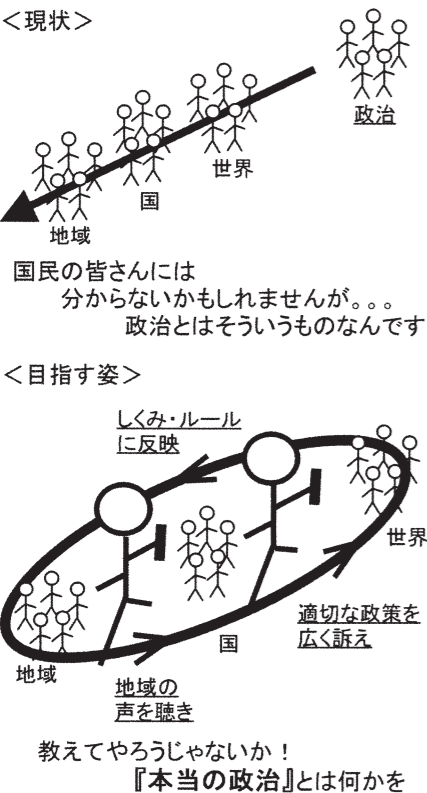 ＜現状＞
政治
世界
国
地域
国民の皆さんには
分からないかもしれませんが。。。
政治とはそういうものなんです
＜目指す姿＞
しくみ・ルール
に反映
世界
適切な政策を
広く訴え
国
地域
地域の
声を聴き
教えてやろうじゃないか！
『本当の政治』とは何かを